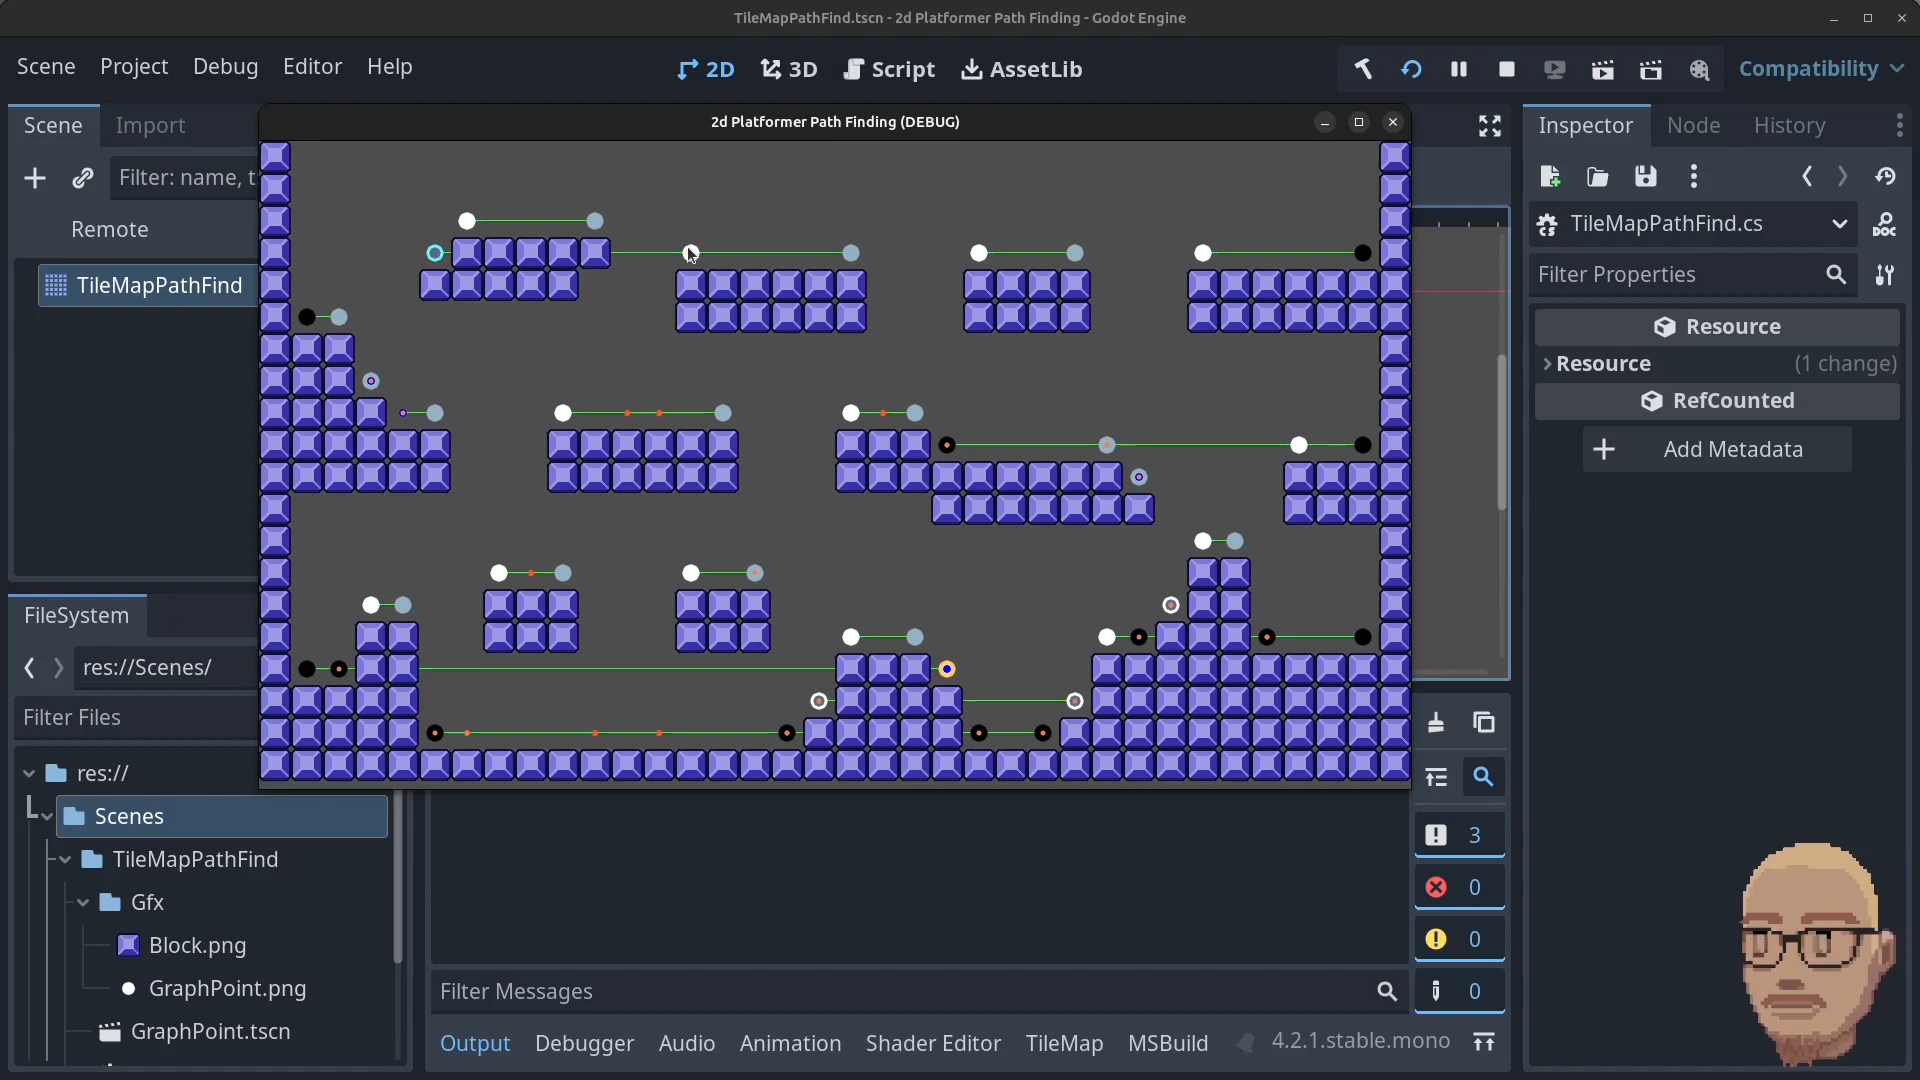 TileMapPathFind.tscn - 2d Platformer Path Finding - Godot Engine
Scene Project Debug Editor Help
2D 3D Script AssetLib
Compatibility
Scene Import
2d Platformer Path Finding (DEBUG)
Inspector Node History
Filter: name, t
Remote
TileMapPathFind
TileMapPathFind.cs
DOC
Filter Properties
Resource
Resource (1 change)
RefCounted
Add Metadata
FileSystem
res://Scenes/
Filter Files
res://
Scenes
TileMapPathFind
Gfx
Block.png
GraphPoint.png
GraphPoint.tscn
3
0
0
0
Filter Messages
Output Debugger Audio Animation Shader Editor TileMap MSBuild 4.2.1.stable.mono